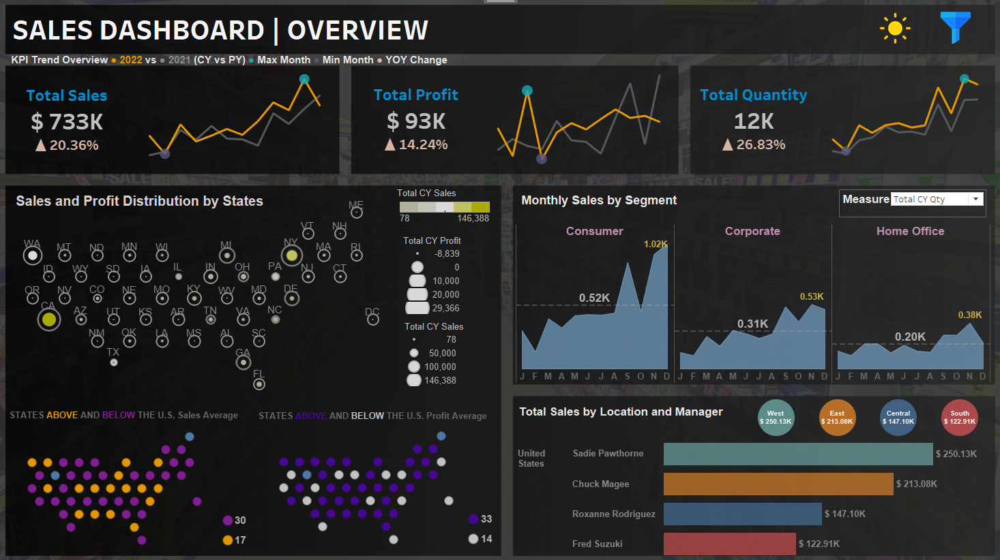 SALES DASHBOARD | OVERVIEW
KPI Trend Overview ● 2022 vs ● 2021 (CY vs PY) ● Max Month ● Min Month ● YOY Change
Total Sales
$ 733K
▲ 20.36%
Total Profit
$ 93K
▲ 14.24%
Total Quantity
12K
▲ 26.83%
SALE
SALE
Sales and Profit Distribution by States
ME
VT NH
WA MT ND MN WI MI NY MA RI
ID WY SD IA IL IN OH PA NJ CT
OR NV CO NE MO KY WV MD DE
CA AZ UT KS AR TN VA NC DC
NM OK LA MS AL SC
TX GA
FL
Total CY Sales
78 146,388
Total CY Profit
-8,839
0
10,000
20,000
29,366
Total CY Sales
78
50,000
100,000
146,388
STATES ABOVE AND BELOW THE U.S. Sales Average
30
17
STATES ABOVE AND BELOW THE U.S. Profit Average
33
14
Monthly Sales by Segment
Measure Total CY Qty
Consumer
1.02K
0.52K
J F M A M J J A S O N D
Corporate
0.53K
0.31K
J F M A M J J A S O N D
Home Office
0.38K
0.20K
J F M A M J J A S O N D
Total Sales by Location and Manager
West
$ 250.13K
East
$ 213.08K
Central
$ 147.10K
South
$ 122.91K
United
States
Sadie Pawthorne $ 250.13K
Chuck Magee $ 213.08K
Roxanne Rodriguez $ 147.10K
Fred Suzuki $ 122.91K